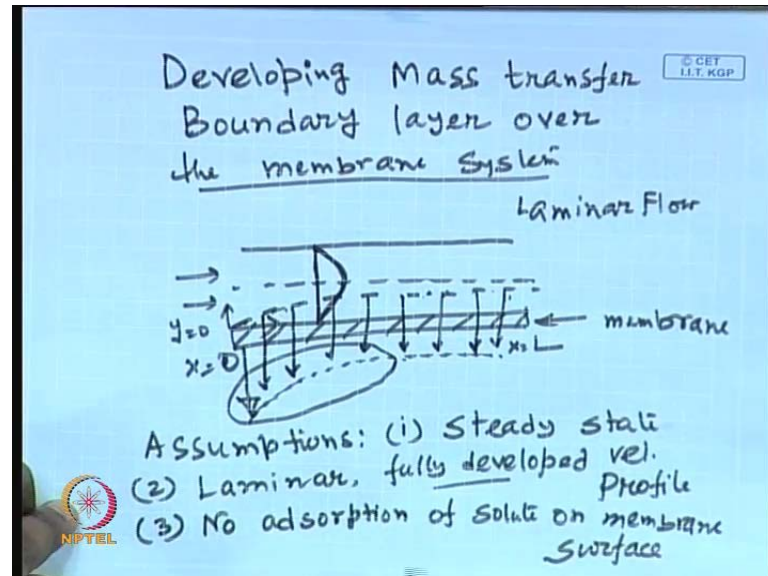 Developing Mass transfer
Boundary layer over
the membrane System
© CET
I.I.T. KGP
Laminar Flow
y=0
x=0
membrane
x=L
Assumptions: (i) Steady state
(2) Laminar, fully developed vel.
Profile
(3) No adsorption of solute on membrane
surface
NPTEL